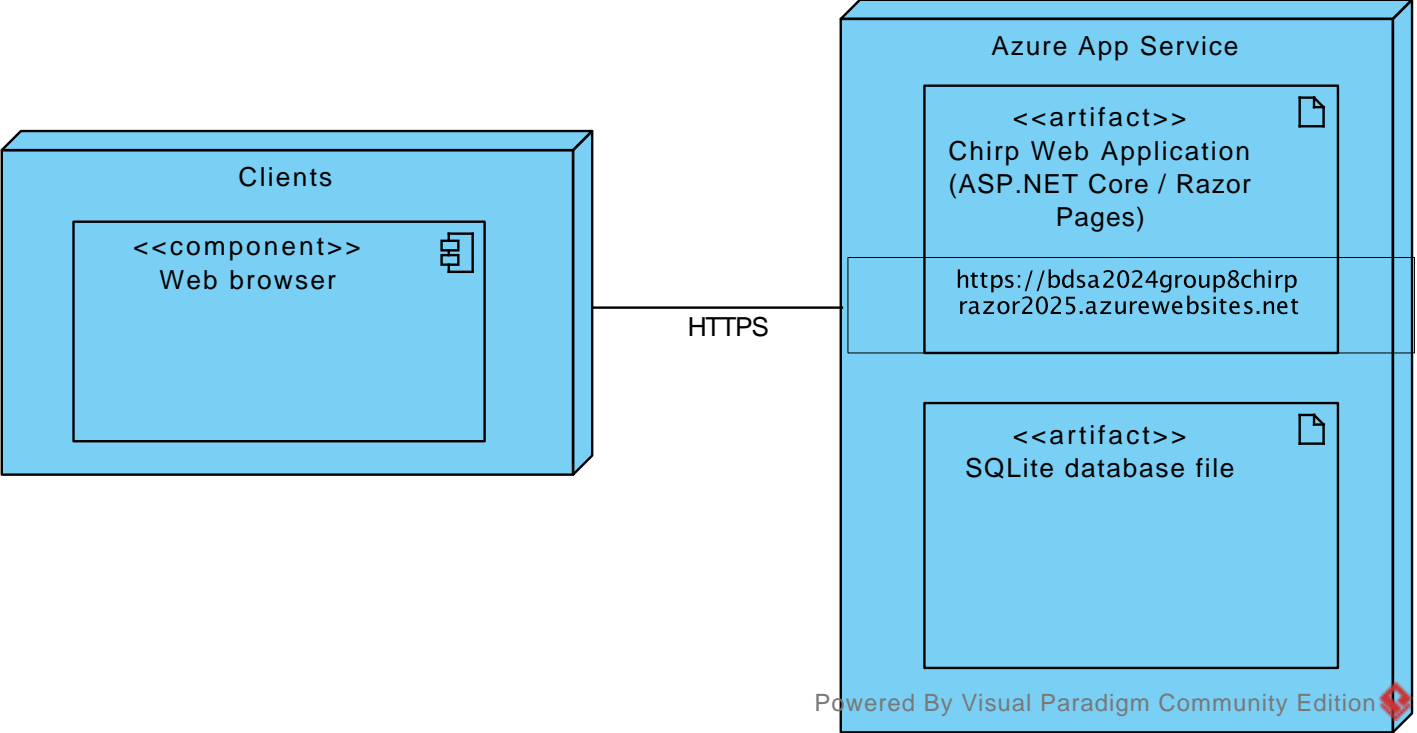 Clients
<<component>>
Web browser
HTTPS
Azure App Service
<<artifact>>
Chirp Web Application
(ASP.NET Core / Razor
Pages)
https://bdsa2024group8chirp
razor2025.azurewebsites.net
<<artifact>>
SQLite database file
Powered By Visual Paradigm Community Edition